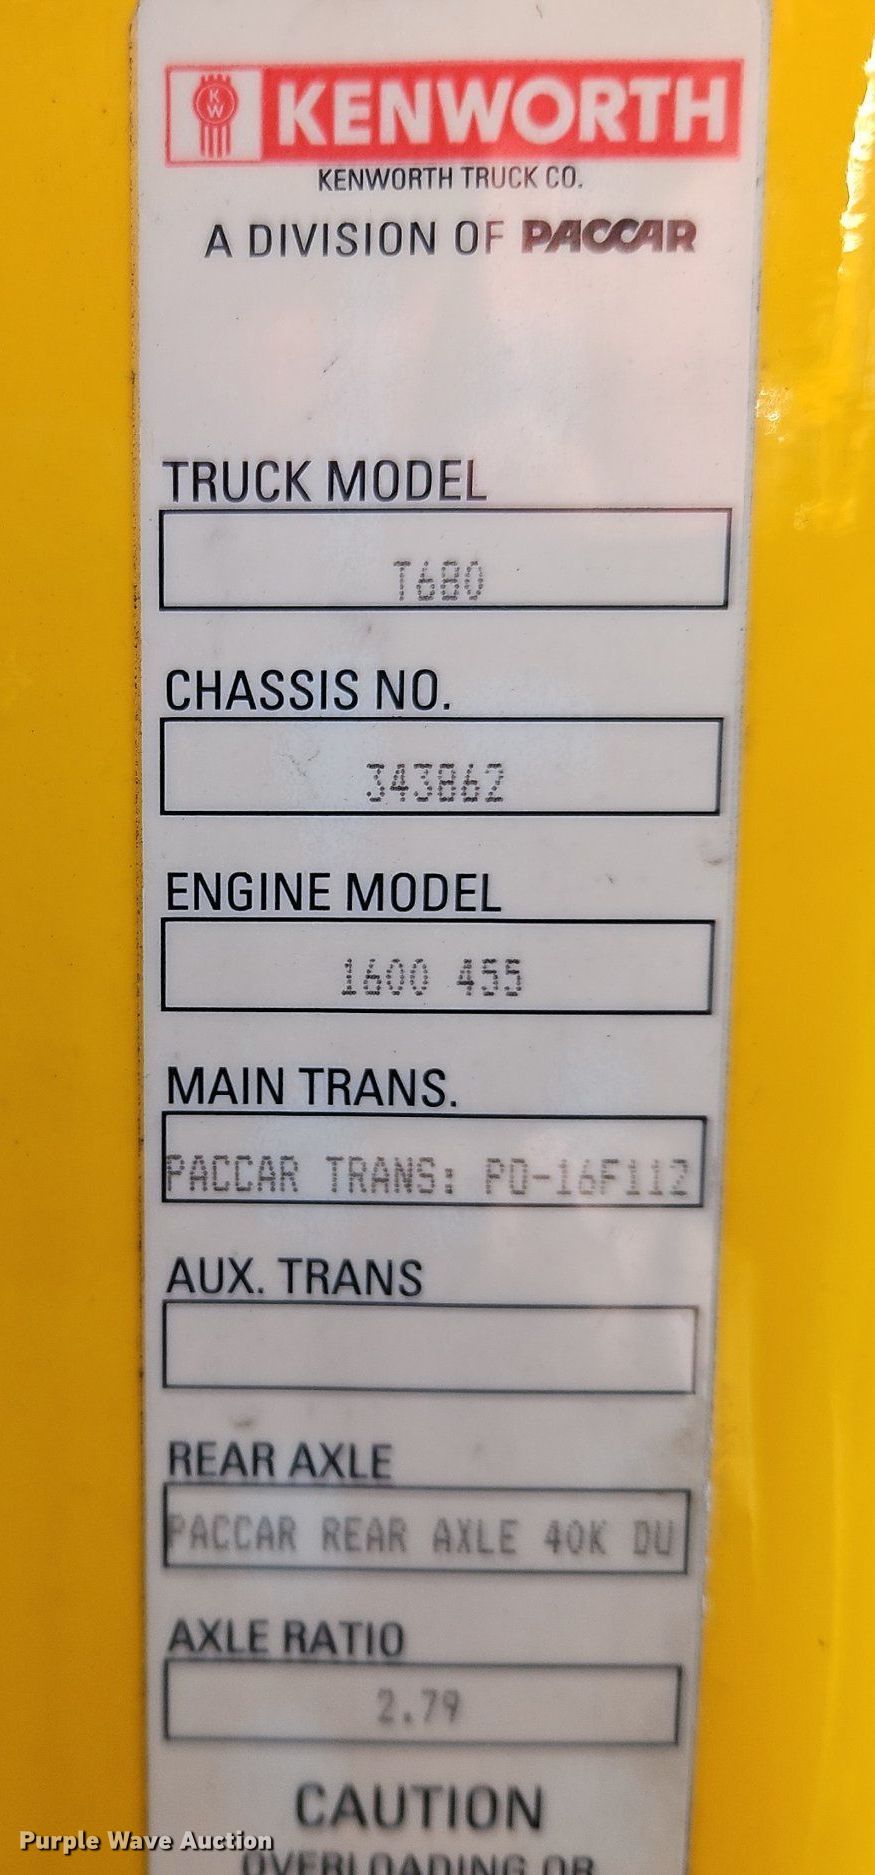 KW KENWORTH
KENWORTH TRUCK CO.
A DIVISION OF PACCAR
TRUCK MODEL
T680
CHASSIS NO.
343862
ENGINE MODEL
1600 455
MAIN TRANS.
PACCAR TRANS: PO-16F112
AUX. TRANS
REAR AXLE
PACCAR REAR AXLE 40K DU
AXLE RATIO
2.79
CAUTION
OVERLOADING OR
Purple Wave Auction